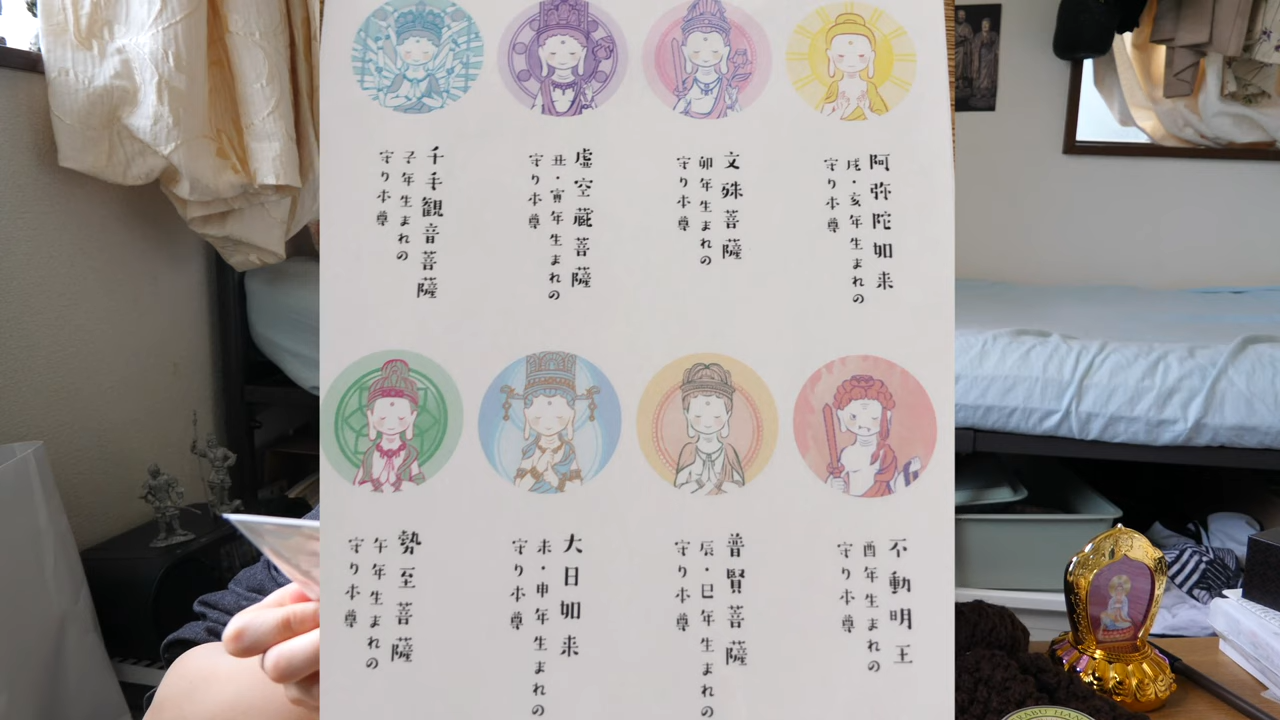 阿弥陀如来
戌・亥年生まれの
守り本尊
文殊菩薩
卯年生まれの
守り本尊
虚空蔵菩薩
丑・寅年生まれの
守り本尊
千手観音菩薩
子年生まれの
守り本尊
不動明王
酉年生まれの
守り本尊
普賢菩薩
辰・巳年生まれの
守り本尊
大日如来
未・申年生まれの
守り本尊
勢至菩薩
午年生まれの
守り本尊